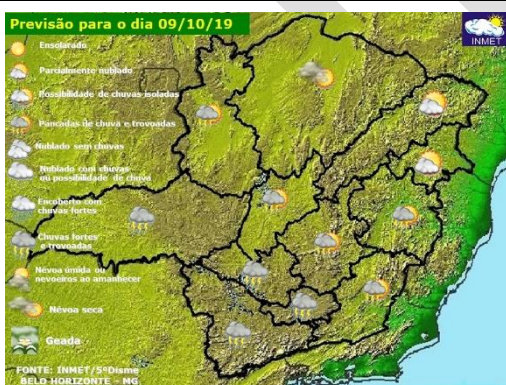 Previsão para o dia 09/10/19
INMET
Ensolarado
Parcialmente nublado
Possibilidade de chuvas isoladas
Pancadas de chuva e trovoadas
Nublado sem chuvas
Nublado com chuvas
ou possibilidade de chuva
Encoberto com
chuvas fortes
Chuvas fortes
e trovoadas
Névoa úmida ou
nevoeiros ao amanhecer
Névoa seca
Geada
FONTE: INMET/5ºDisme
BELO HORIZONTE - MG